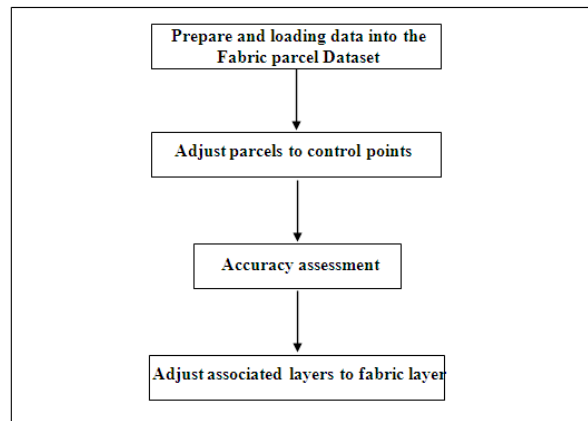 Prepare and loading data into the
Fabric parcel Dataset
Adjust parcels to control points
Accuracy assessment
Adjust associated layers to fabric layer